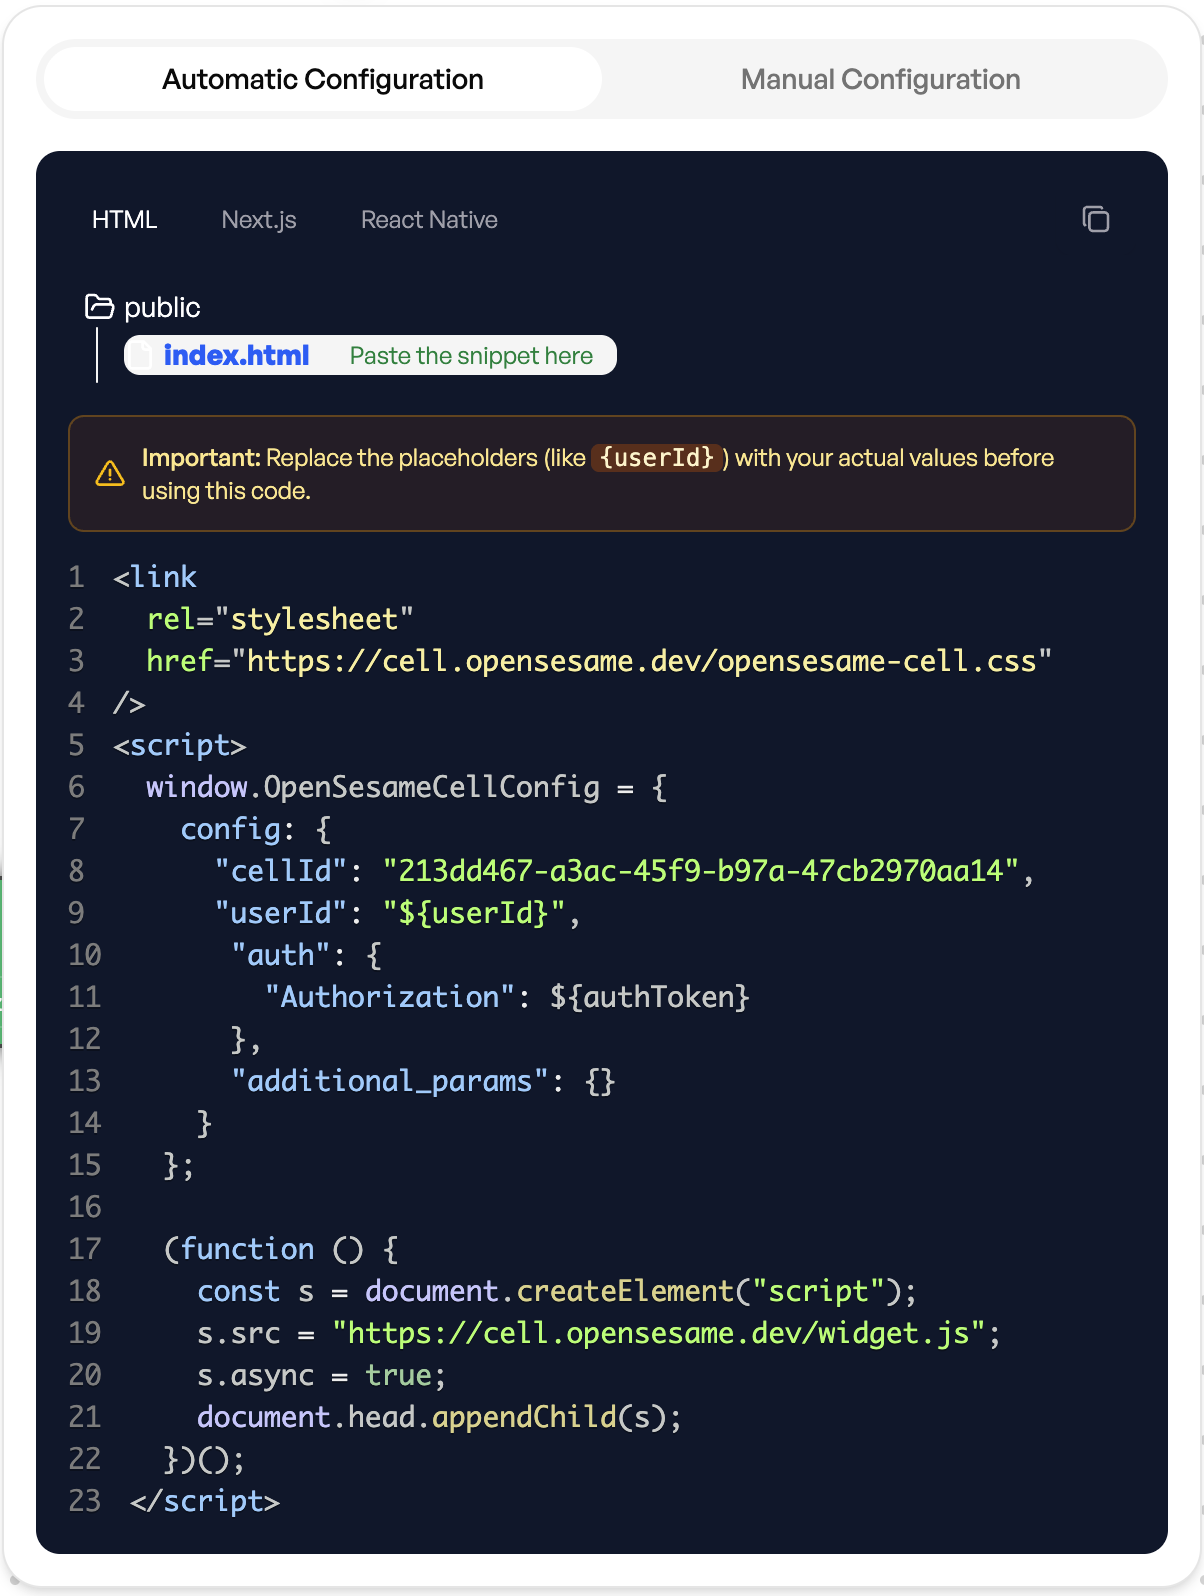 Automatic Configuration
Manual Configuration
HTML
Next.js
React Native
public
index.html Paste the snippet here
Important: Replace the placeholders (like {userId}) with your actual values before
using this code.
1 <link
2   rel="stylesheet"
3   href="https://cell.opensesame.dev/opensesame-cell.css"
4 />
5 <script>
6   window.OpenSesameCellConfig = {
7     config: {
8       "cellId": "213dd467-a3ac-45f9-b97a-47cb2970aa14",
9       "userId": "${userId}",
10        "auth": {
11          "Authorization": ${authToken}
12        },
13        "additional_params": {}
14      }
15    };
16
17    (function () {
18      const s = document.createElement("script");
19      s.src = "https://cell.opensesame.dev/widget.js";
20      s.async = true;
21      document.head.appendChild(s);
22    })();
23  </script>